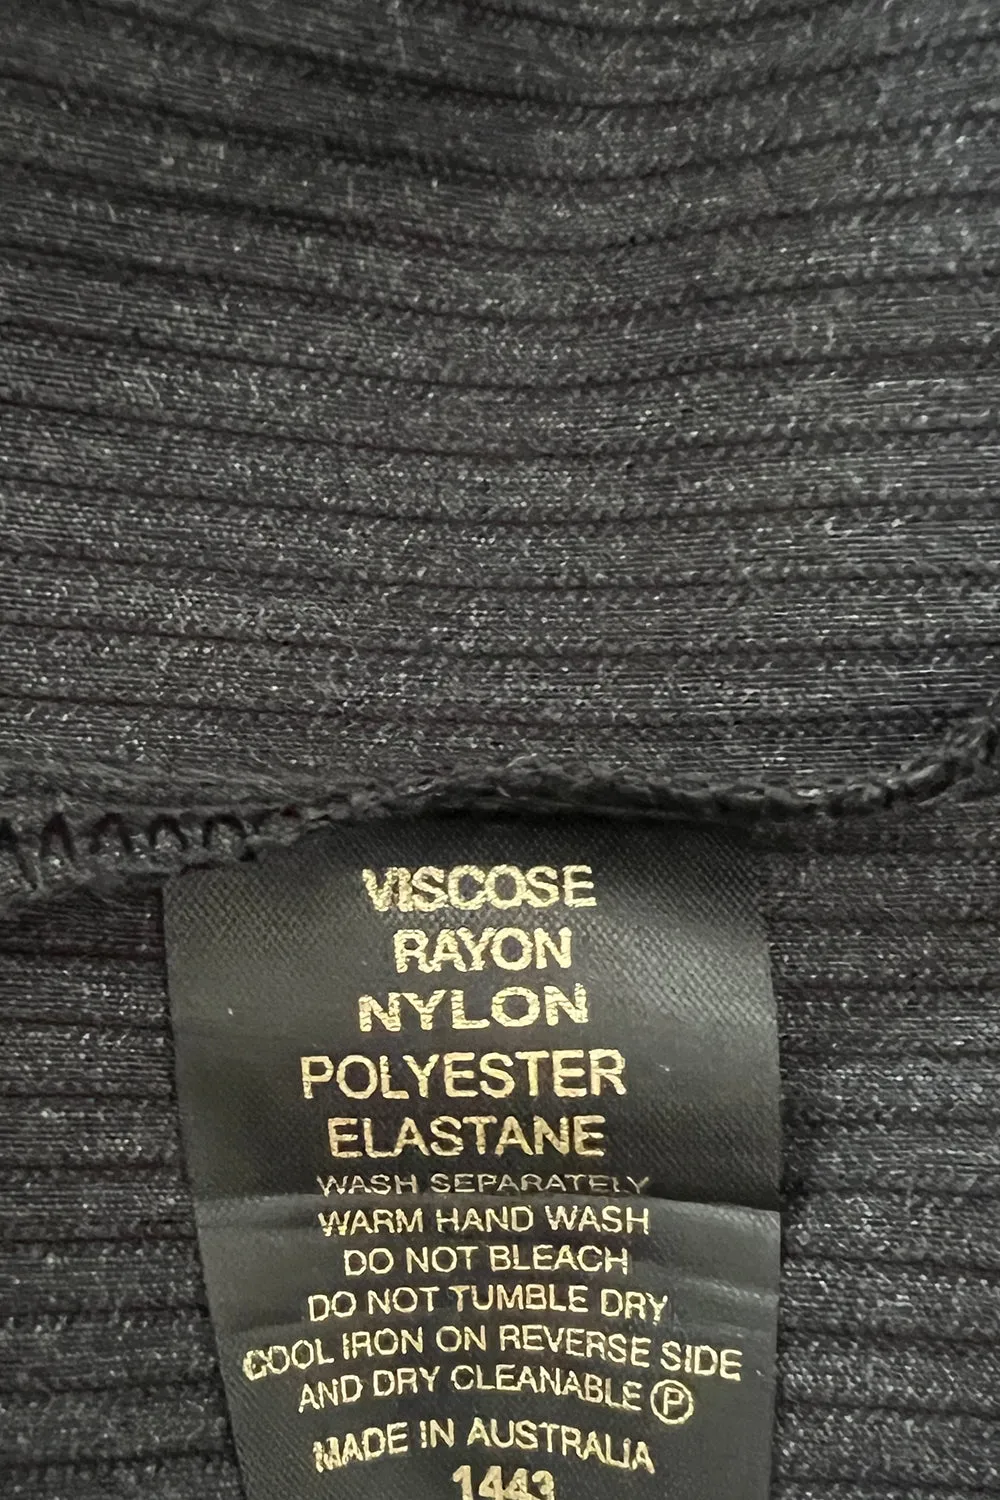 VISCOSE
RAYON
NYLON
POLYESTER
ELASTANE
WASH SEPARATELY
WARM HAND WASH
DO NOT BLEACH
DO NOT TUMBLE DRY
COOL IRON ON REVERSE SIDE
AND DRY CLEANABLE Ⓟ
MADE IN AUSTRALIA
1443